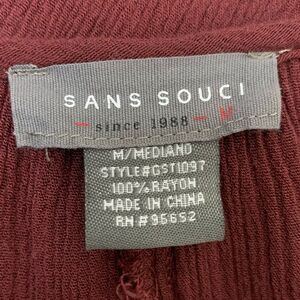 SANS SOUCI
— since 1988 — M
M/MEDIANO
STYLE#GST1097
100% RAYON
MADE IN CHINA
RN #95652